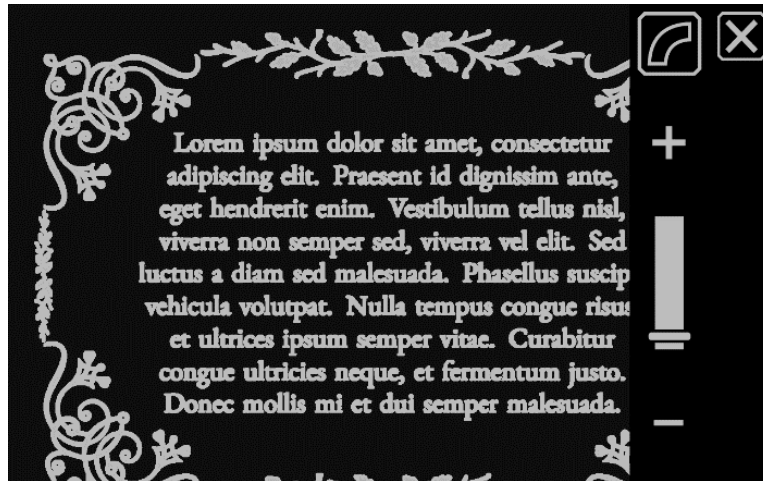 Lorem ipsum dolor sit amet, consectetur
adipiscing elit. Praesent id dignissim ante,
eget hendrerit enim. Vestibulum tellus nisl,
viverra non semper sed, viverra vel elit. Sed
luctus a diam sed malesuada. Phasellus suscip
vehicula volutpat. Nulla tempus congue risus
et ultrices ipsum semper vitae. Curabitur
congue ultricies neque, et fermentum justo.
Donec mollis mi et dui semper malesuada.